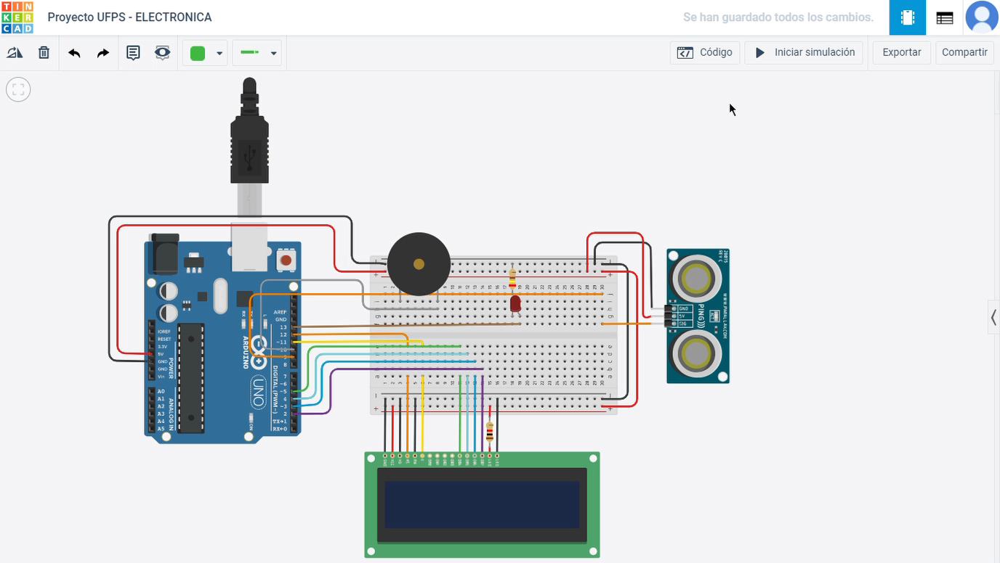 TIN
KER
CAD
Proyecto UFPS - ELECTRONICA
Se han guardado todos los cambios.
Código
Iniciar simulación
Exportar
Compartir
AREF
GND
13
12
~11
8
7
~6
~5
4
~3
2
TX→1
RX←0
DIGITAL (PWM~)
ARDUINO
UNO
ON
IOREF
RESET
3.3V
5V
GND
GND
Vin
POWER
A0
A1
A2
A3
A4
A5
ANALOG IN
GND
5V
SIG
PING)))
WWW.PARALLAX.COM
28015
REV C